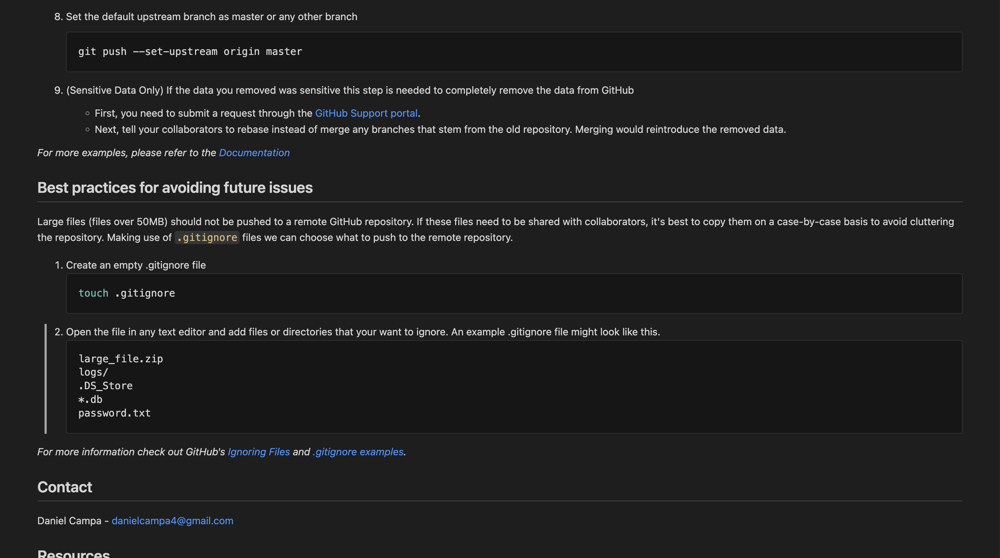 8. Set the default upstream branch as master or any other branch
git push --set-upstream origin master
9. (Sensitive Data Only) If the data you removed was sensitive this step is needed to completely remove the data from GitHub
First, you need to submit a request through the GitHub Support portal.
Next, tell your collaborators to rebase instead of merge any branches that stem from the old repository. Merging would reintroduce the removed data.
For more examples, please refer to the Documentation
Best practices for avoiding future issues
Large files (files over 50MB) should not be pushed to a remote GitHub repository. If these files need to be shared with collaborators, it's best to copy them on a case-by-case basis to avoid cluttering
the repository. Making use of .gitignore files we can choose what to push to the remote repository.
1. Create an empty .gitignore file
touch .gitignore
2. Open the file in any text editor and add files or directories that your want to ignore. An example .gitignore file might look like this.
large_file.zip
logs/
.DS_Store
*.db
password.txt
For more information check out GitHub's Ignoring Files and .gitignore examples.
Contact
Daniel Campa - danielcampa4@gmail.com
Resources